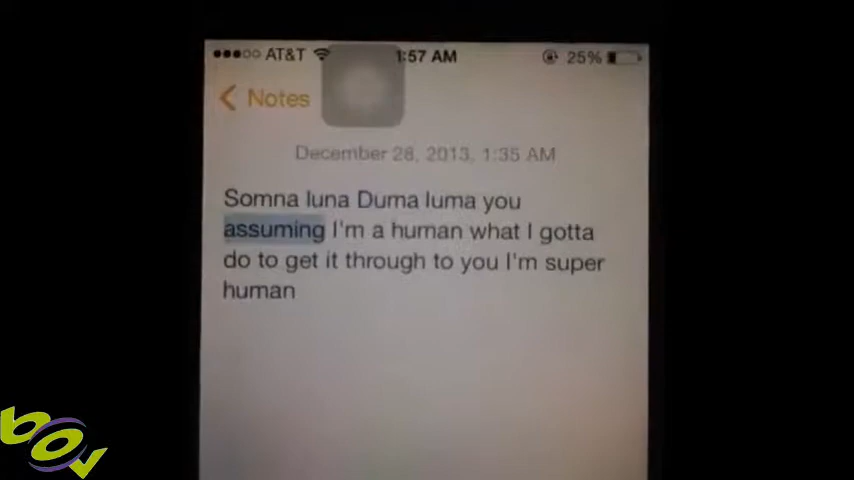 AT&T 1:57 AM 25%
Notes
December 28, 2013, 1:35 AM
Somna luna Duma luma you
assuming I'm a human what I gotta
do to get it through to you I'm super
human
bov